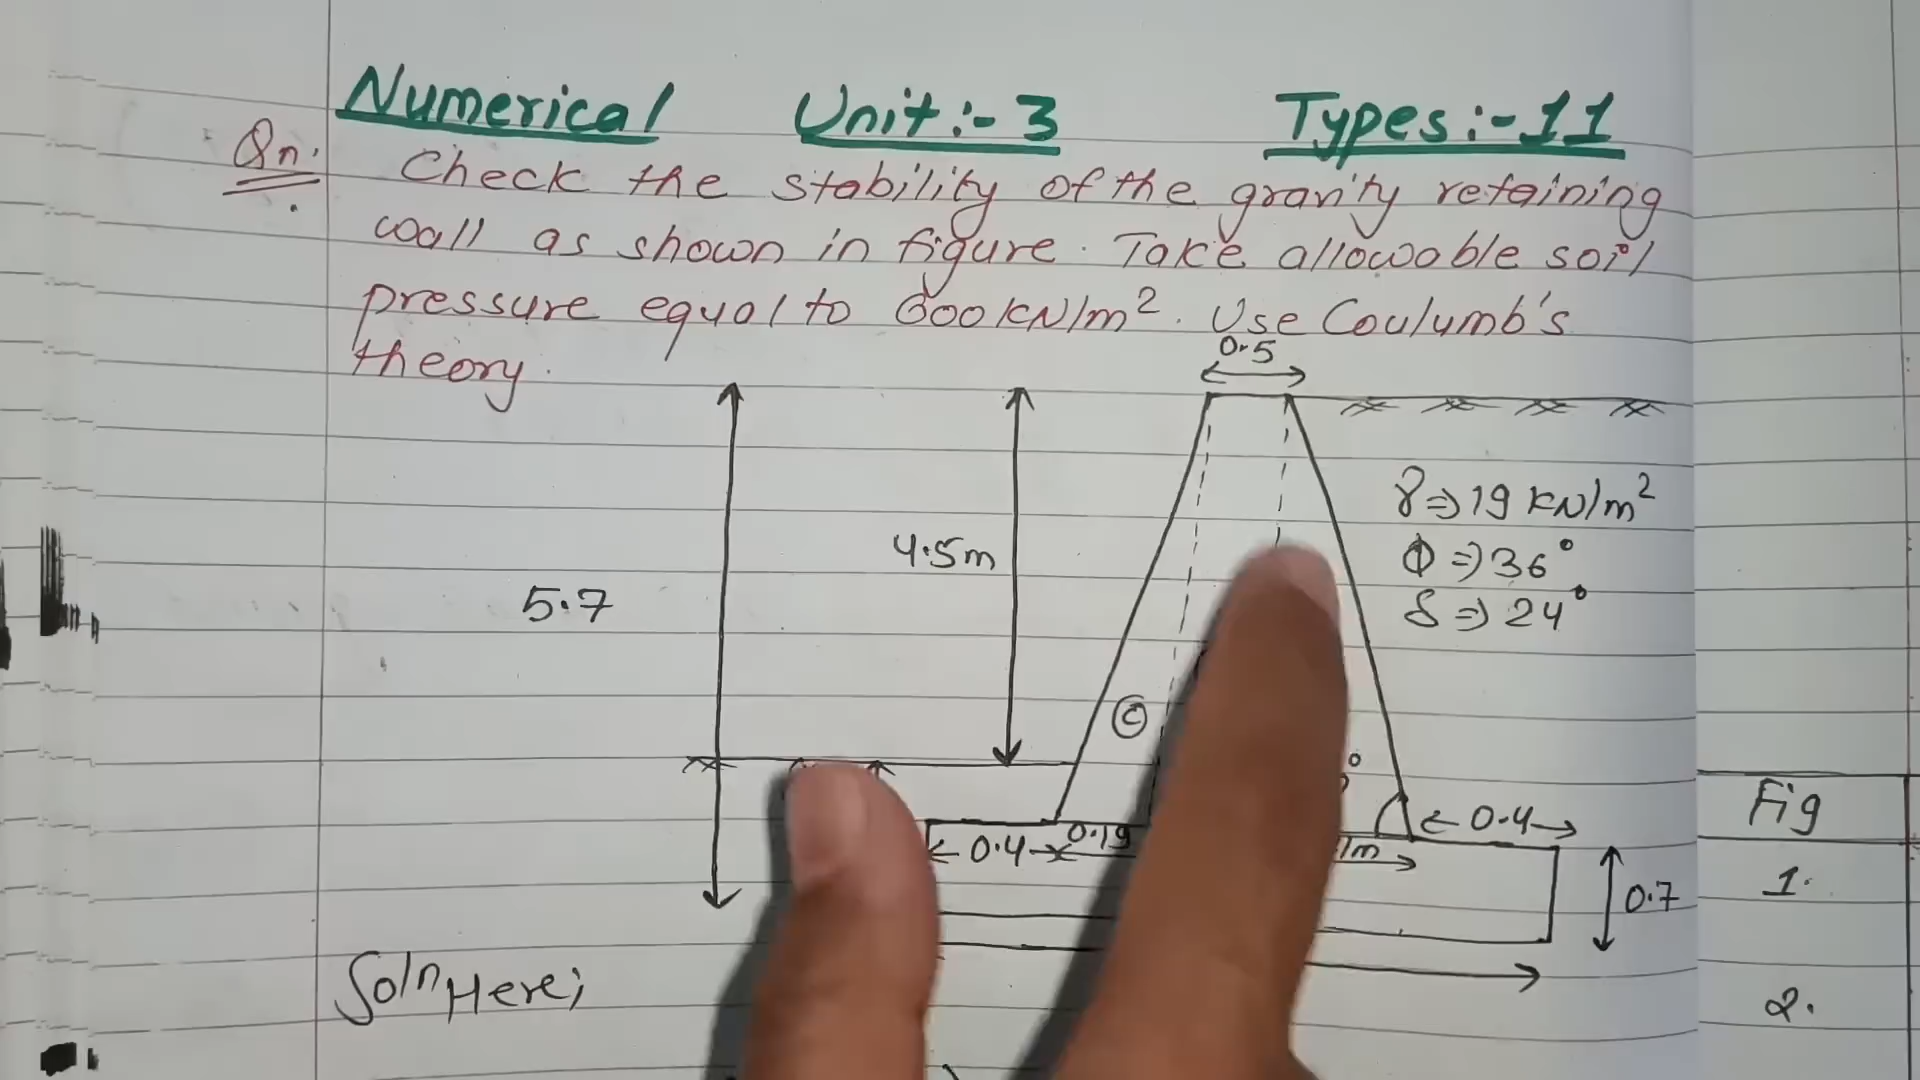 Numerical Unit:- 3 Types:-11
Qn. Check the stability of the gravity retaining
wall as shown in figure. Take allowable soil
pressure equal to 600kN/m². Use Coulumb's
theory.
0.5
γ⇒19 kN/m²
4.5m
ϕ⇒36°
5.7
δ⇒24°
C
Fig
0.4
0.4
0.19
m
1.
0.7
Solⁿ Here;
2.